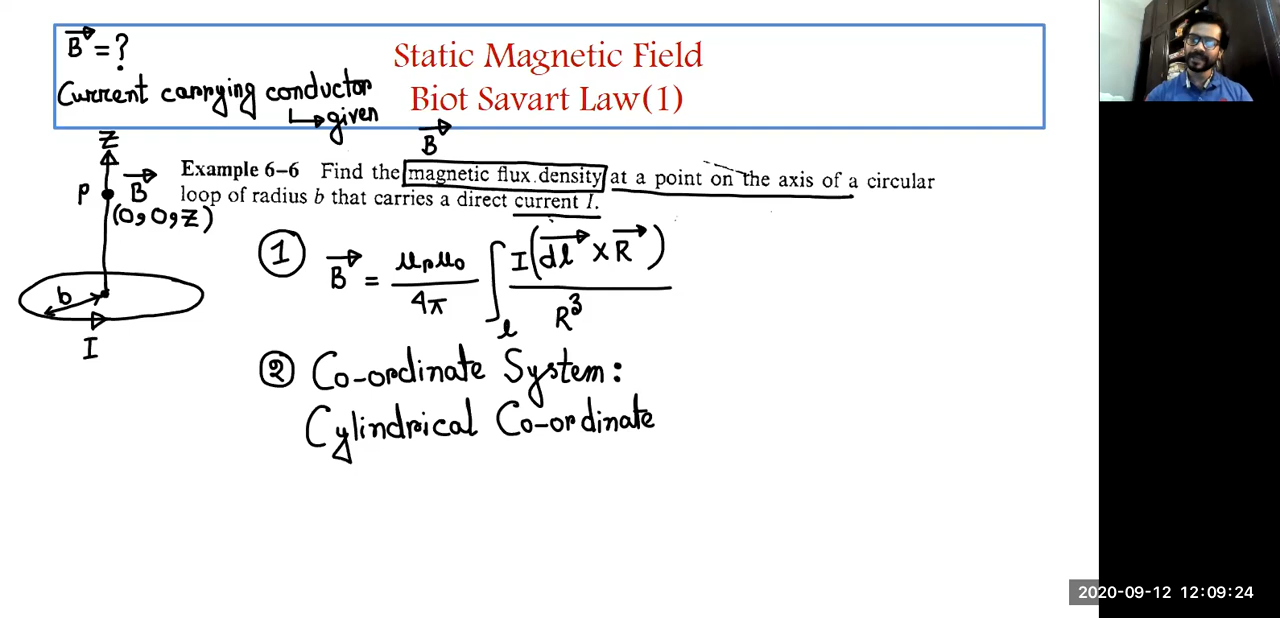 B = ?
Current carrying conductor
given
Static Magnetic Field
Biot Savart Law(1)
B
Example 6-6 Find the magnetic flux density at a point on the axis of a circular
loop of radius b that carries a direct current I.
Z
P
B
(0,0,Z)
b
I
① B = μrμ0/4π ∫l I(dl × R)/R³
② Co-ordinate System:
Cylindrical Co-ordinate
2020-09-12 12:09:24